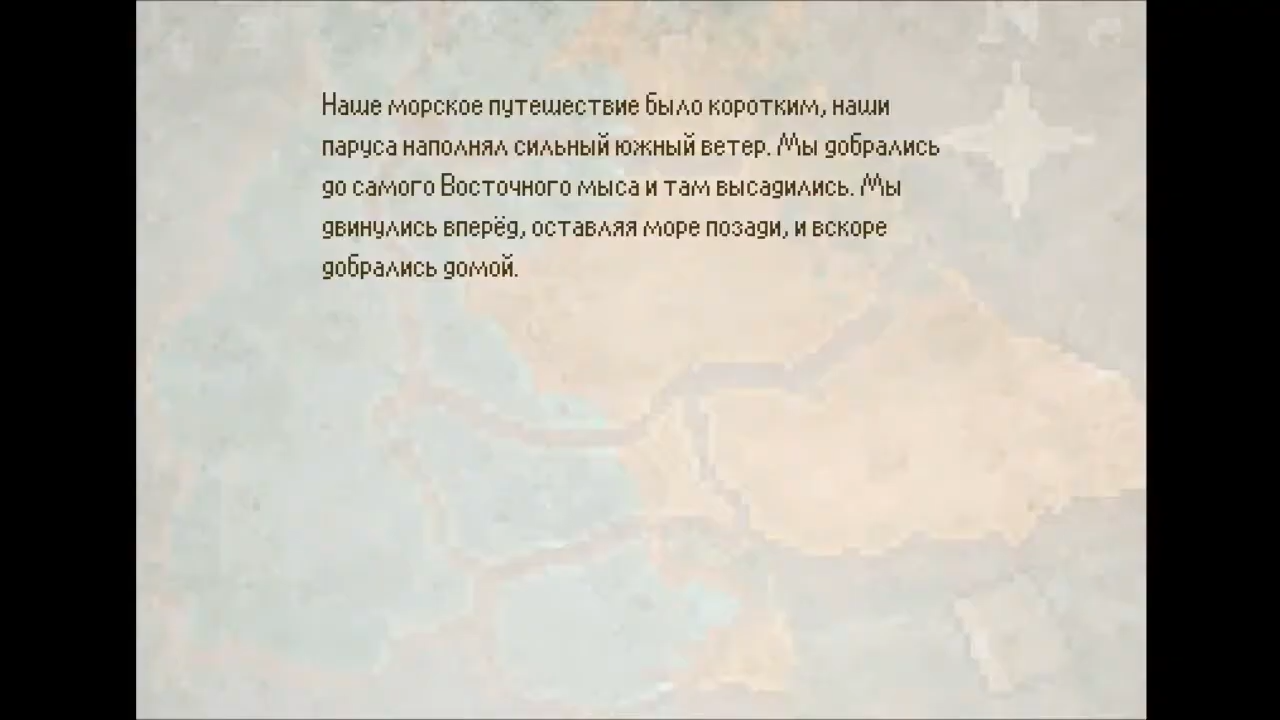 Наше морское путешествие было коротким, наши
паруса наполнял сильный южный ветер. Мы добрались
до самого Восточного мыса и там высадились. Мы
двинулись вперёд, оставляя море позади, и вскоре
добрались домой.